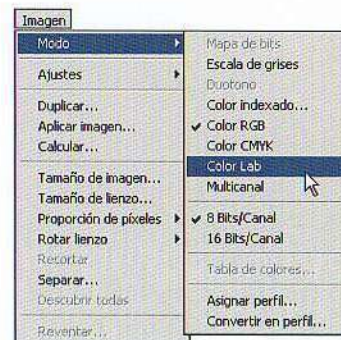 Imagen
Modo
Ajustes
Duplicar...
Aplicar imagen...
Calcular...
Tamaño de imagen...
Tamaño de lienzo...
Proporción de píxeles
Rotar lienzo
Recortar
Separar...
Descubrir todas
Reventar...
Mapa de bits
Escala de grises
Duotono
Color indexado...
Color RGB
Color CMYK
Color Lab
Multicanal
8 Bits/Canal
16 Bits/Canal
Tabla de colores...
Asignar perfil...
Convertir en perfil...